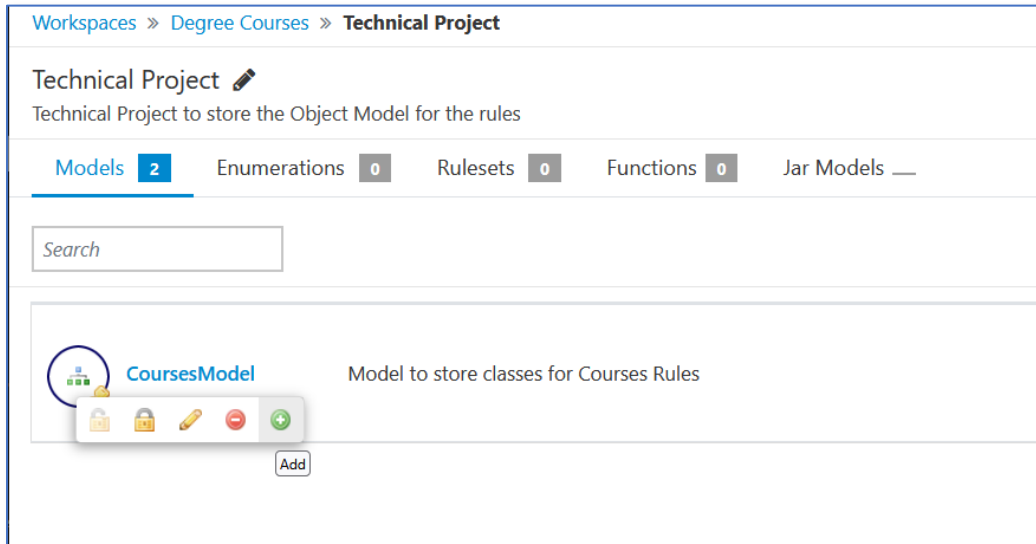 Workspaces » Degree Courses » Technical Project
Technical Project
Technical Project to store the Object Model for the rules
Models 2 Enumerations 0 Rulesets 0 Functions 0 Jar Models
Search
CoursesModel Model to store classes for Courses Rules
Add